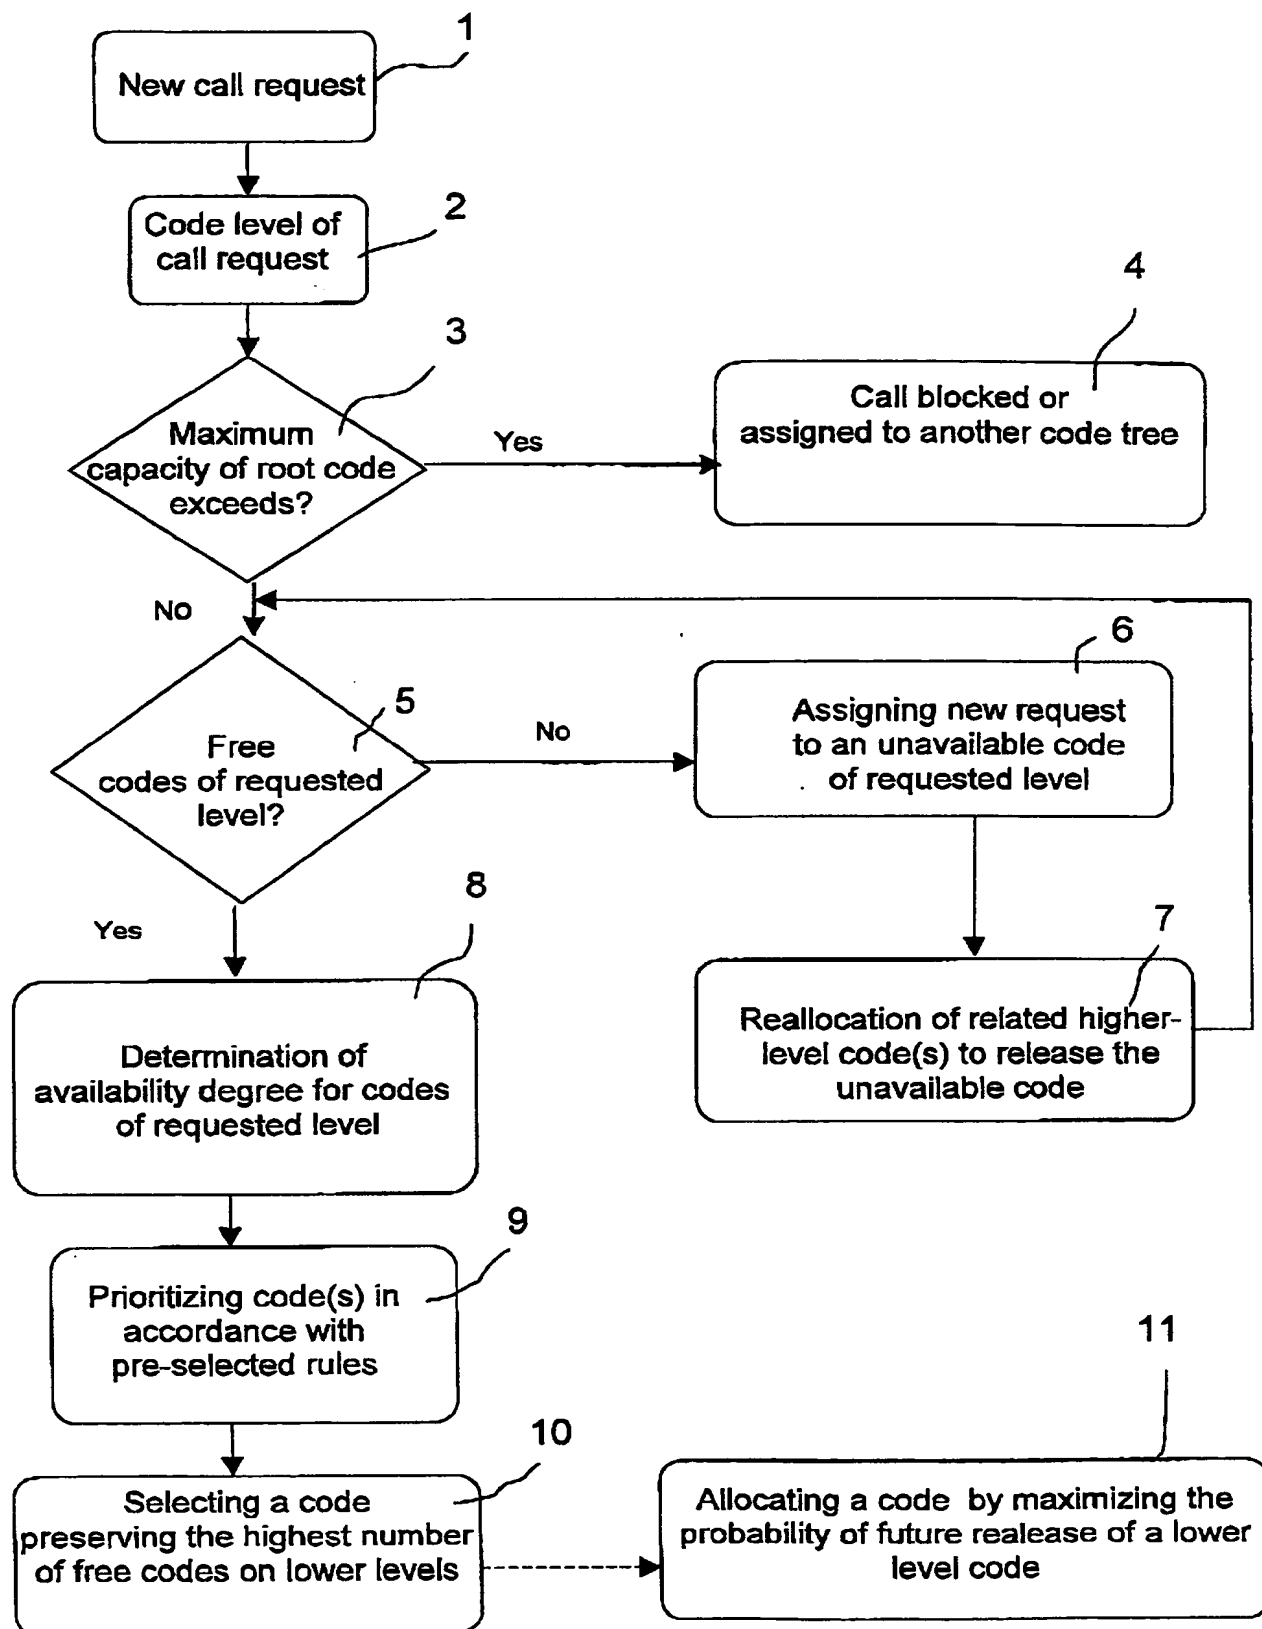 1
New call request
2
Code level of
call request
3
4
Maximum
capacity of root code
exceeds?
Yes
Call blocked or
assigned to another code tree
No
5
Free
codes of requested
level?
No
6
Assigning new request
to an unavailable code
of requested level
Yes
8
7
Reallocation of related higher-
level code(s) to release the
unavailable code
Determination of
availability degree for codes
of requested level
9
Prioritizing code(s) in
accordance with
pre-selected rules
10
11
Selecting a code
preserving the highest number
of free codes on lower levels
Allocating a code by maximizing the
probability of future realease of a lower
level code